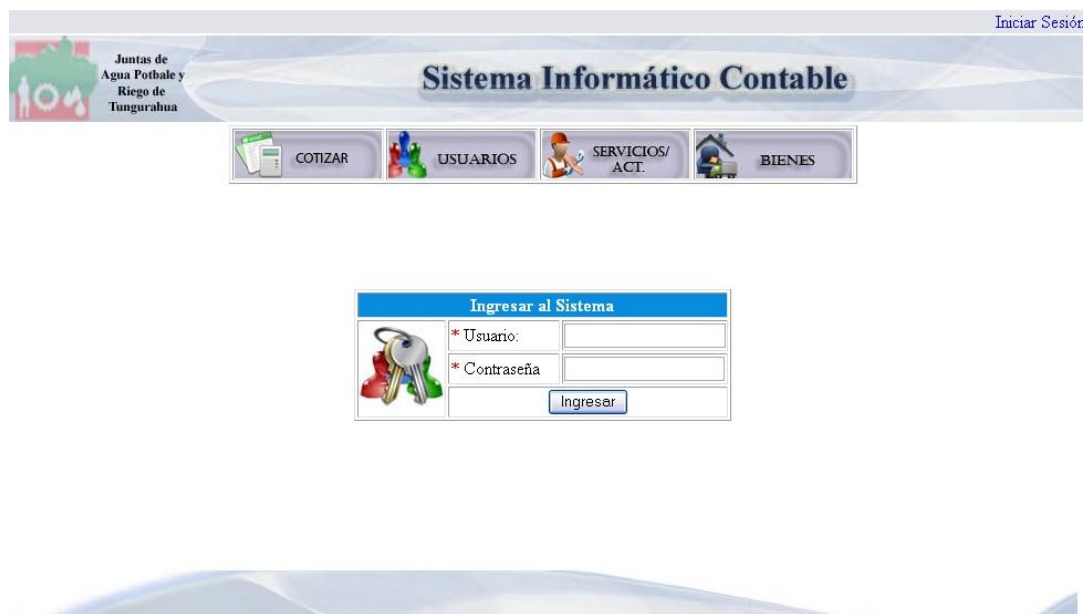 Iniciar Sesión
Juntas de
Agua Potbale y
Riego de
Tungurahua
Sistema Informático Contable
COTIZAR
USUARIOS
SERVICIOS/
ACT.
BIENES
Ingresar al Sistema
* Usuario:
* Contraseña
Ingresar